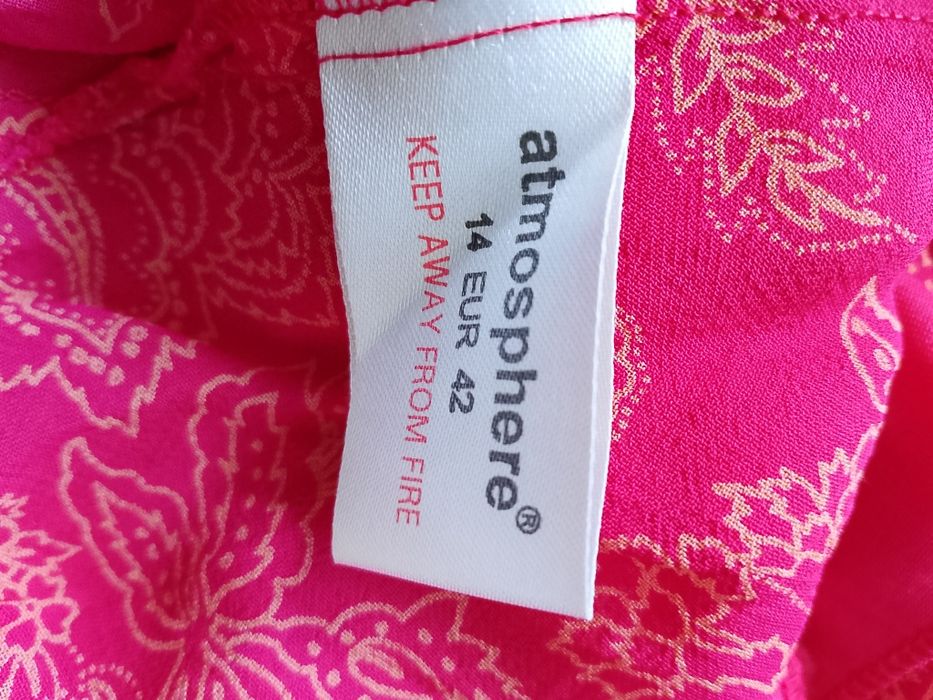 atmosphere®
14 EUR 42
KEEP AWAY FROM FIRE